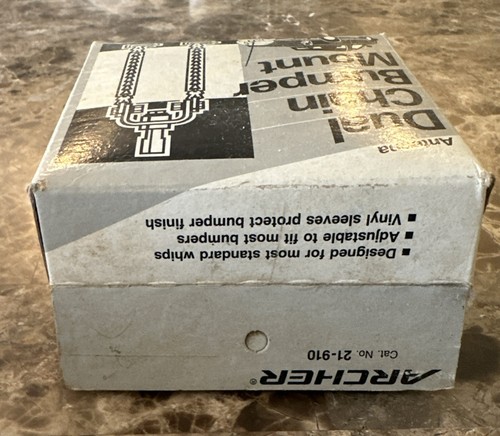 ARCHER®
Cat. No. 21-910
■ Designed for most standard whips
■ Adjustable to fit most bumpers
■ Vinyl sleeves protect bumper finish
Antenna
Dual
Chain
Bumper
Mount